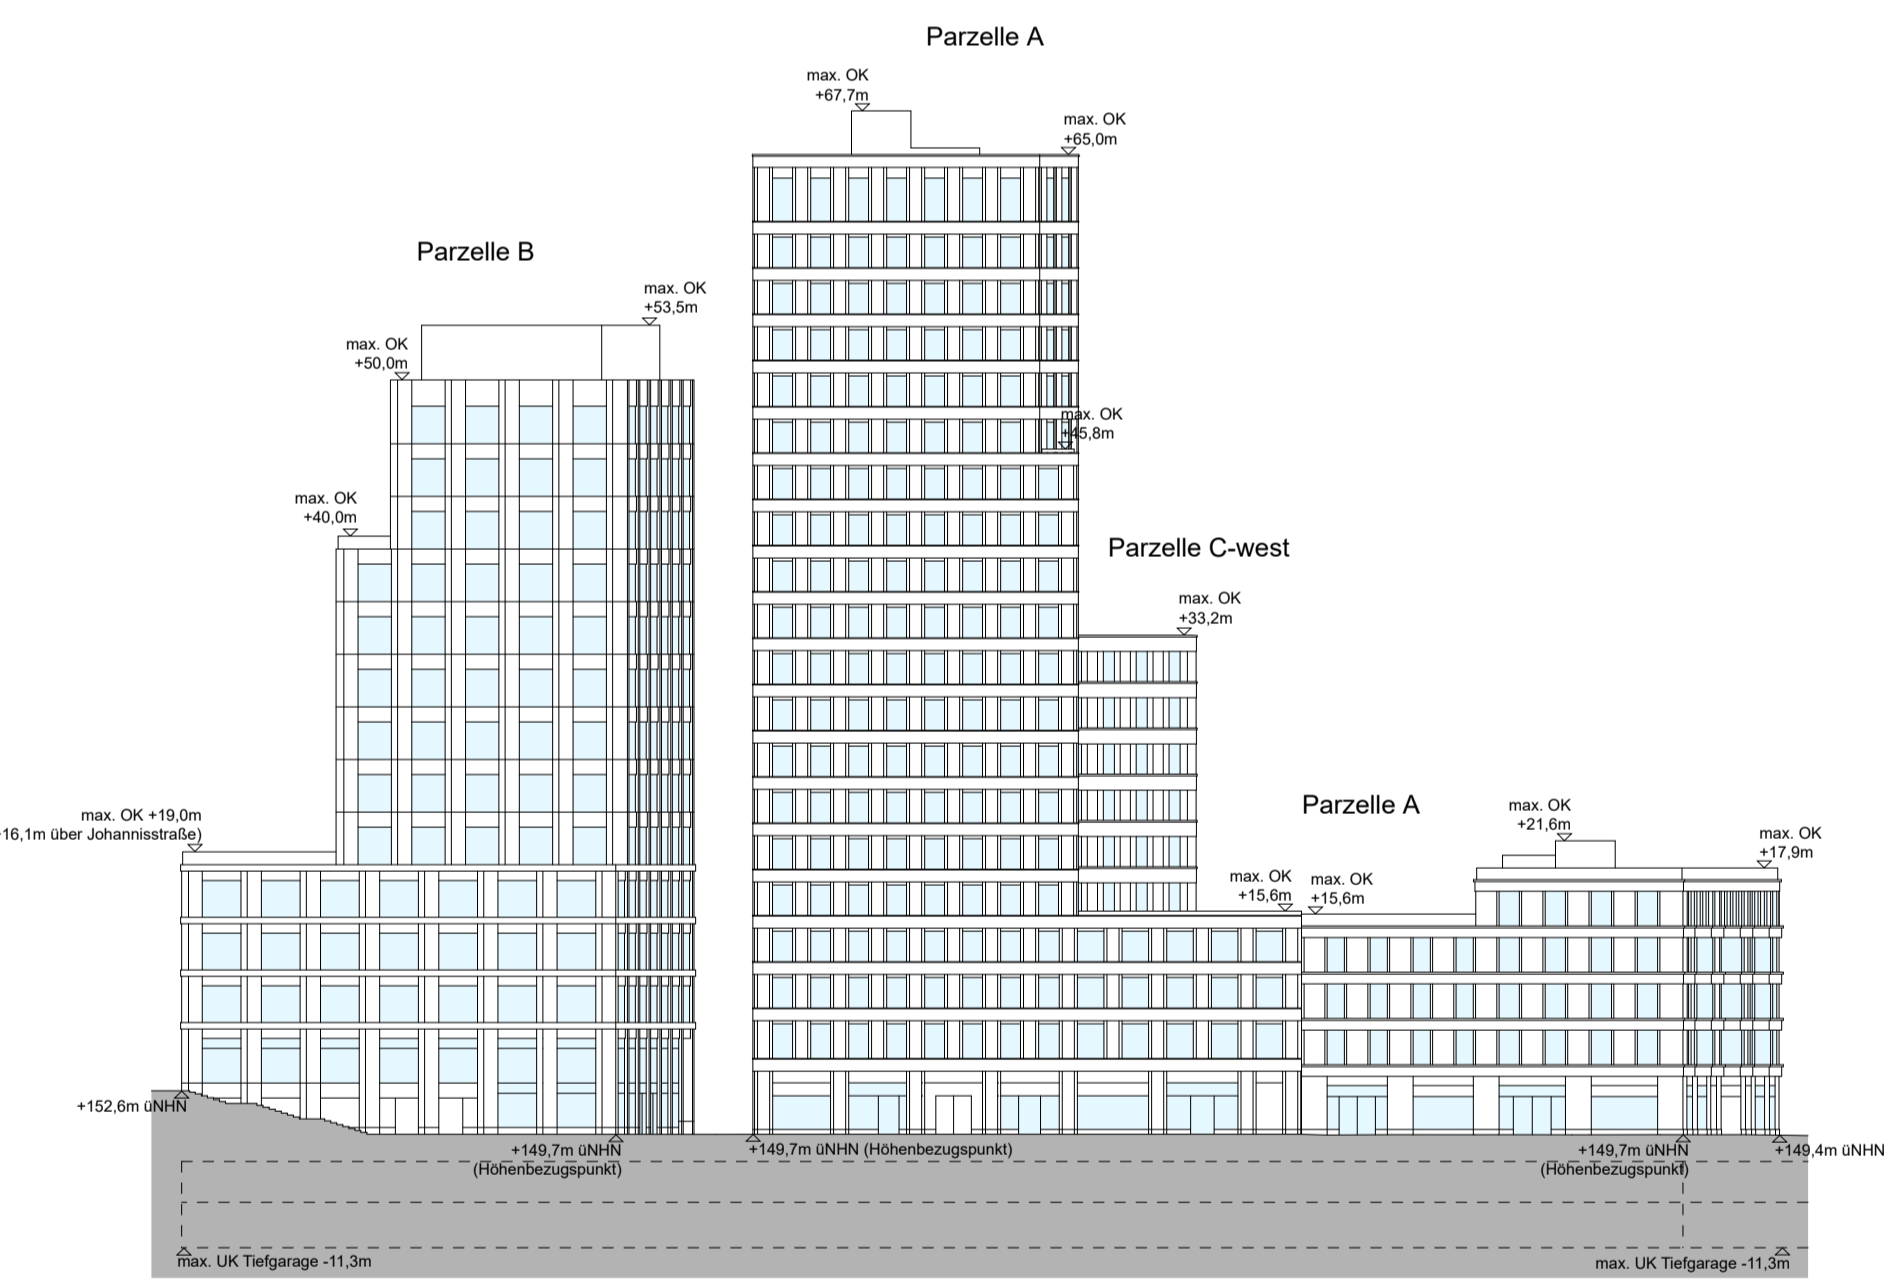 Parzelle A
max. OK
+67,7m
max. OK
+65,0m
Parzelle B
max. OK
+53,5m
max. OK
+50,0m
max. OK
+45,8m
max. OK
+40,0m
Parzelle C-west
max. OK
+33,2m
Parzelle A
max. OK
+21,6m
max. OK +19,0m
16,1m über Johannisstraße)
max. OK
+17,9m
max. OK
+15,6m
max. OK
+15,6m
+152,6m üNHN
+149,7m üNHN
(Höhenbezugspunkt)
+149,7m üNHN (Höhenbezugspunkt)
+149,7m üNHN
(Höhenbezugspunkt)
+149,4m üNHN
max. UK Tiefgarage -11,3m
max. UK Tiefgarage -11,3m